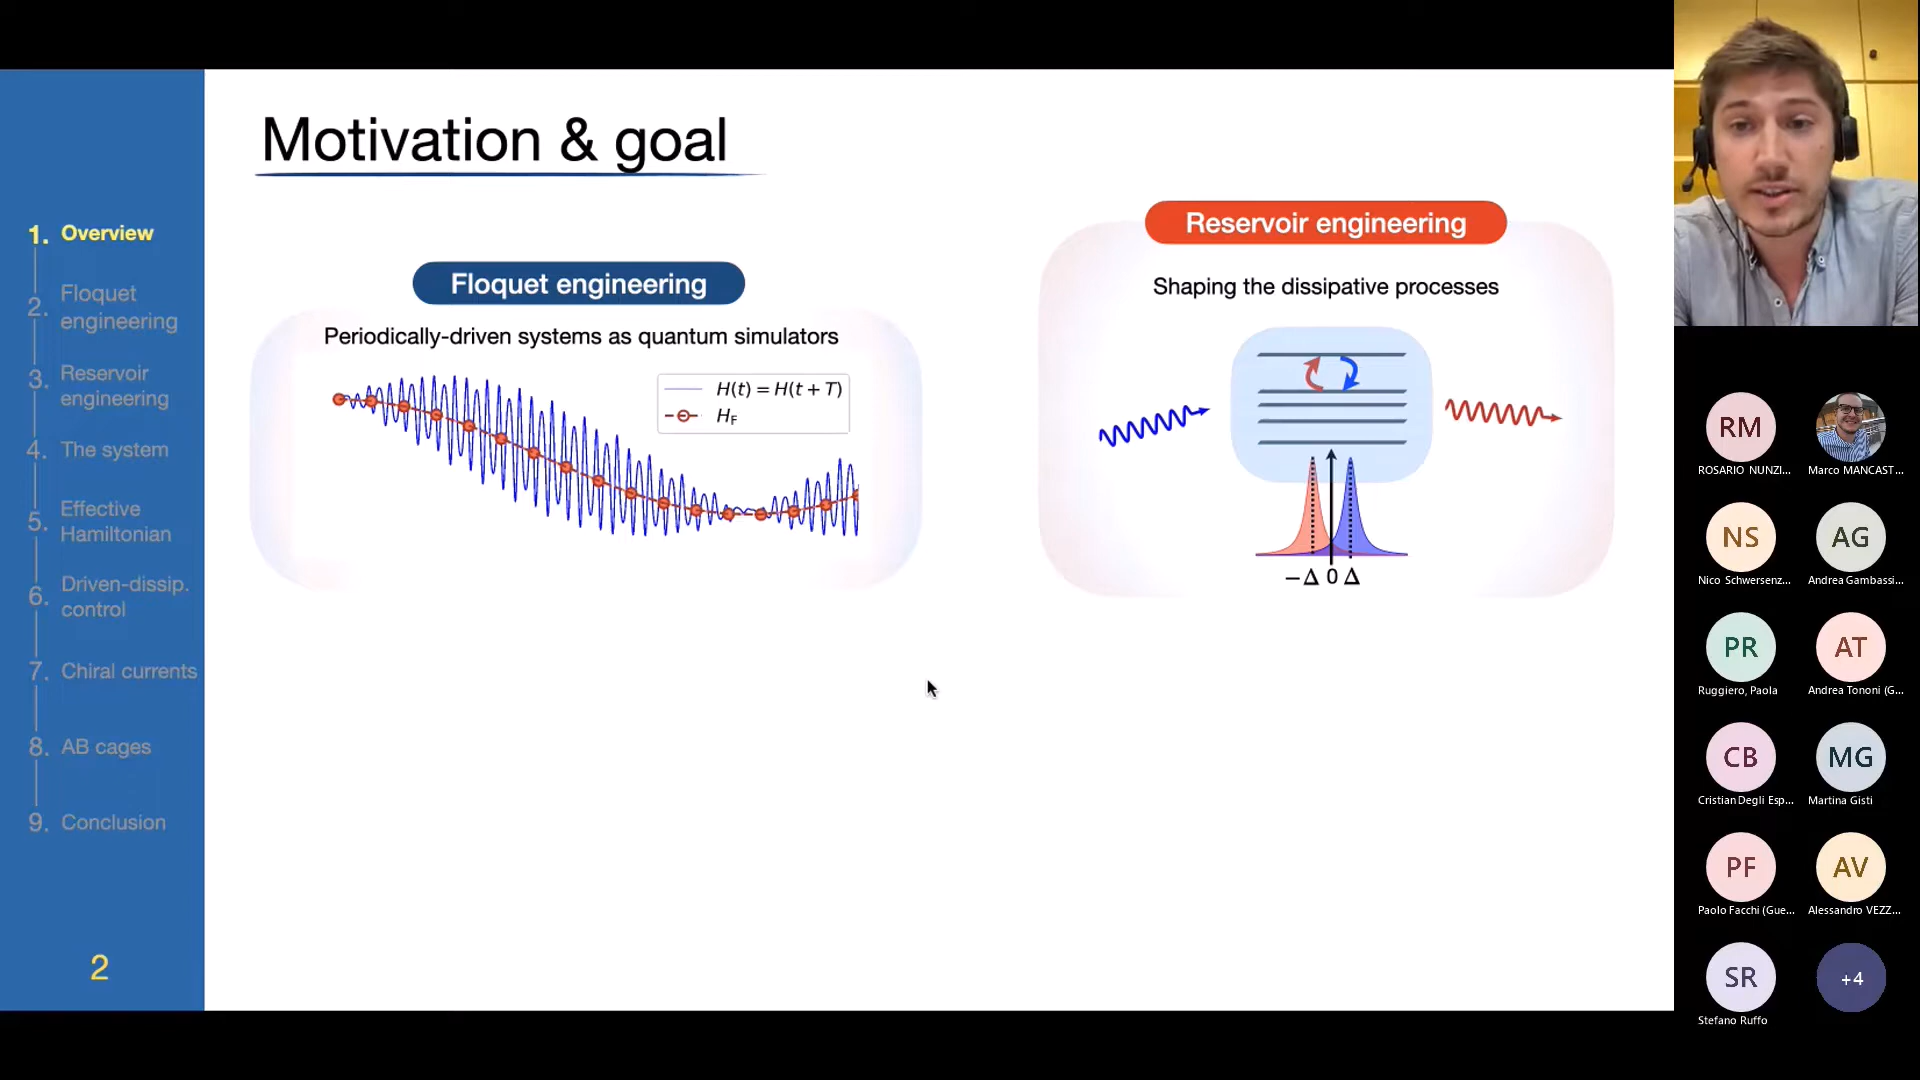 Motivation & goal
1. Overview
2. Floquet
engineering
3. Reservoir
engineering
4. The system
5. Effective
Hamiltonian
6. Driven-dissip.
control
7. Chiral currents
8. AB cages
9. Conclusion
2
Floquet engineering
Periodically-driven systems as quantum simulators
H(t) = H(t + T)
H_F
Reservoir engineering
Shaping the dissipative processes
−Δ 0 Δ
RM
ROSARIO NUNZI...
Marco MANCAST...
NS
Nico Schwersenz...
AG
Andrea Gambassi...
PR
Ruggiero, Paola
AT
Andrea Tononi (G...
CB
Cristian Degli Esp...
MG
Martina Gisti
PF
Paolo Facchi (Gue...
AV
Alessandro VEZZ...
SR
Stefano Ruffo
+4